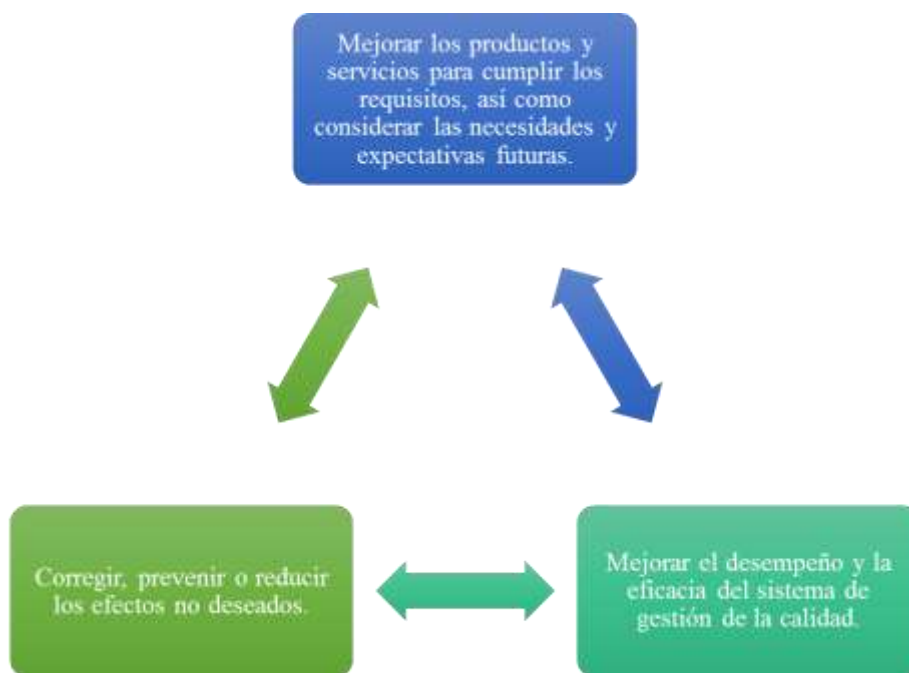 Mejorar los productos y
servicios para cumplir los
requisitos, así como
considerar las necesidades y
expectativas futuras.
Corregir, prevenir o reducir
los efectos no deseados.
Mejorar el desempeño y la
eficacia del sistema de
gestión de la calidad.